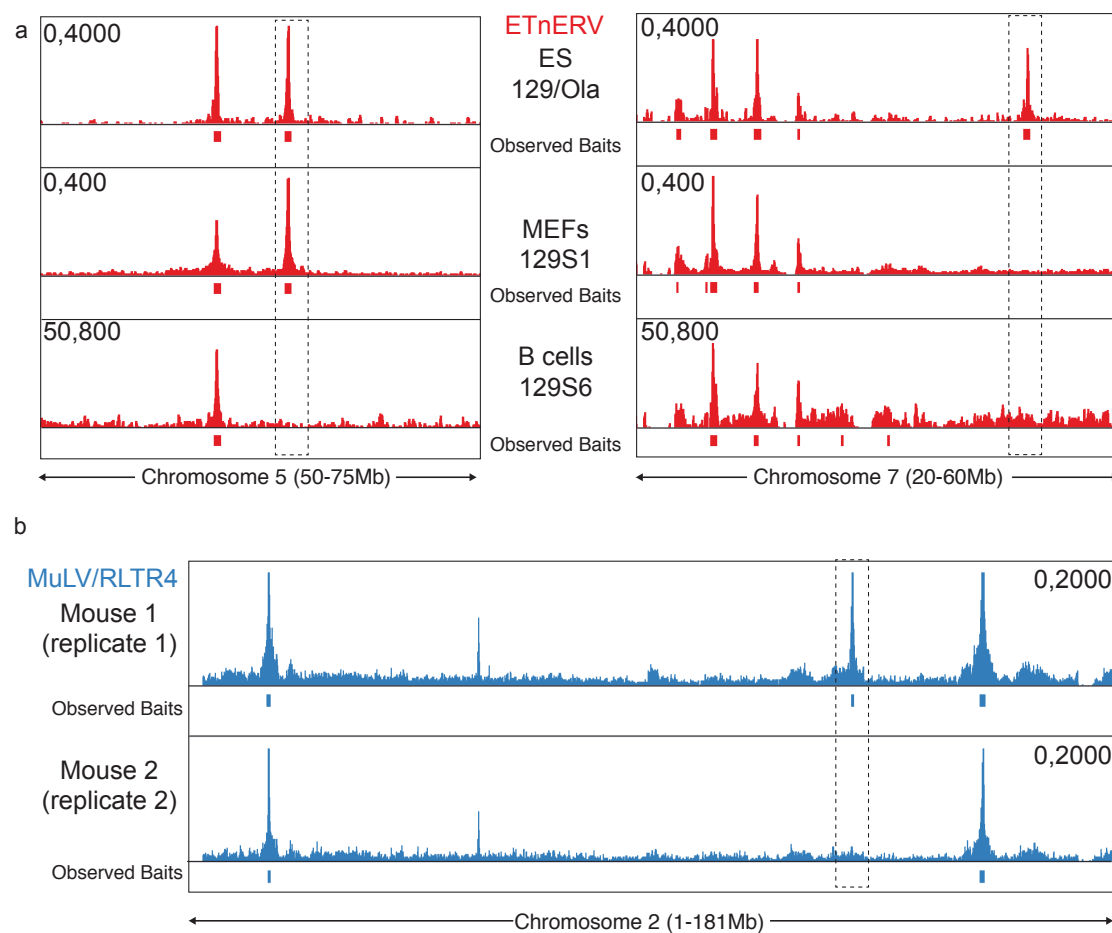 a
0,4000
ETnERV
ES
129/Ola
0,4000
Observed Baits
0,400
MEFs
129S1
0,400
Observed Baits
50,800
B cells
129S6
50,800
Observed Baits
Chromosome 5 (50-75Mb)
Chromosome 7 (20-60Mb)
b
MuLV/RLTR4
Mouse 1
(replicate 1)
0,2000
Observed Baits
Mouse 2
(replicate 2)
0,2000
Observed Baits
Chromosome 2 (1-181Mb)